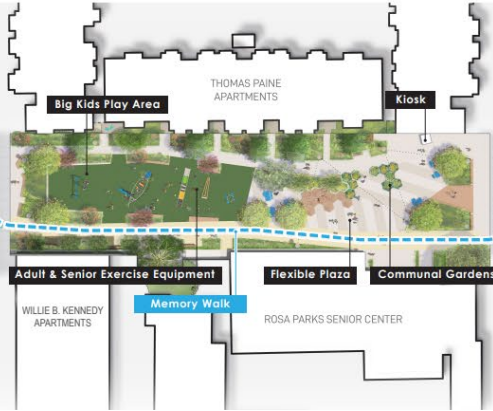 THOMAS PAINE
APARTMENTS
Big Kids Play Area
Kiosk
Adult & Senior Exercise Equipment
Flexible Plaza
Communal Gardens
Memory Walk
WILLIE B. KENNEDY
APARTMENTS
ROSA PARKS SENIOR CENTER